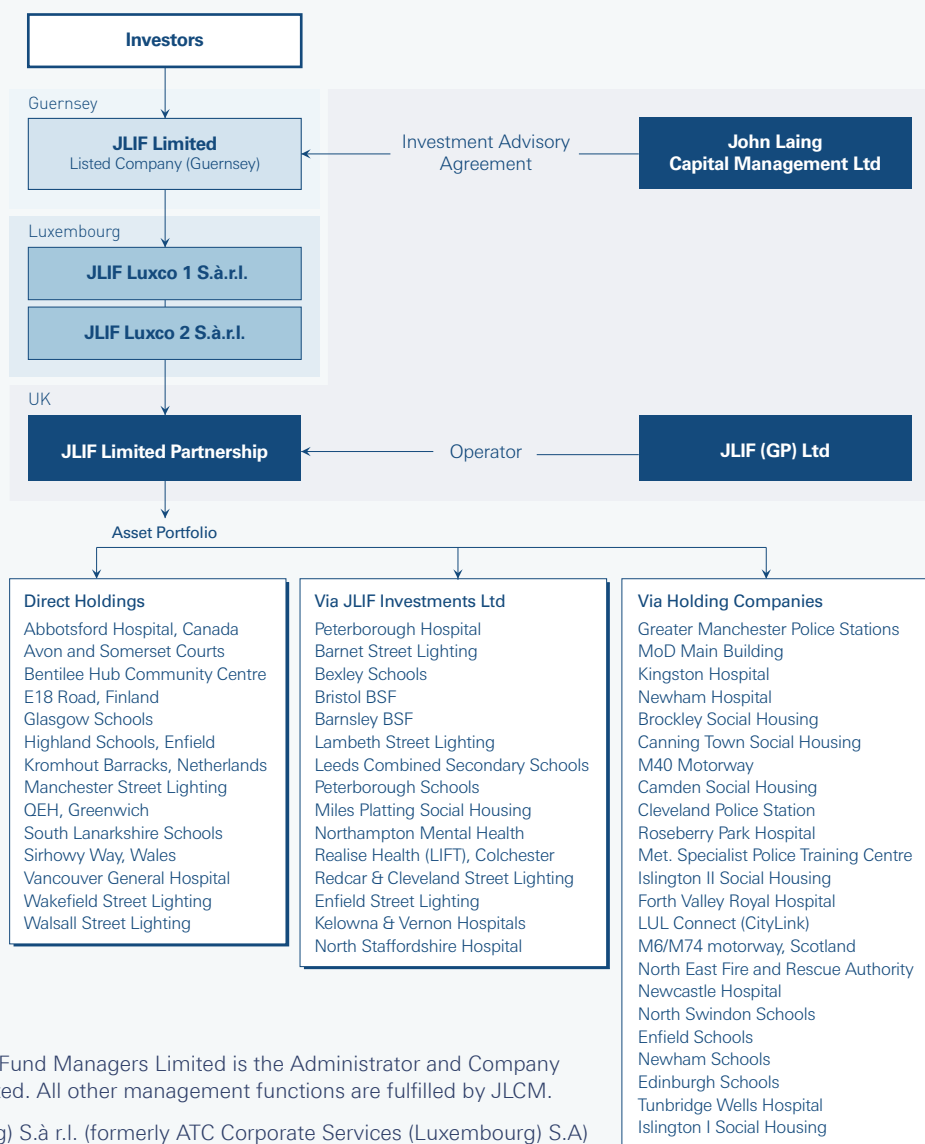 Investors
Guernsey
JLIF Limited
Listed Company (Guernsey)
Investment Advisory
Agreement
John Laing
Capital Management Ltd
Luxembourg
JLIF Luxco 1 S.à.r.l.
JLIF Luxco 2 S.à.r.l.
UK
JLIF Limited Partnership
Operator
JLIF (GP) Ltd
Asset Portfolio
Direct Holdings
Abbotsford Hospital, Canada
Avon and Somerset Courts
Bentilee Hub Community Centre
E18 Road, Finland
Glasgow Schools
Highland Schools, Enfield
Kromhout Barracks, Netherlands
Manchester Street Lighting
QEH, Greenwich
South Lanarkshire Schools
Sirhowy Way, Wales
Vancouver General Hospital
Wakefield Street Lighting
Walsall Street Lighting
Via JLIF Investments Ltd
Peterborough Hospital
Barnet Street Lighting
Bexley Schools
Bristol BSF
Barnsley BSF
Lambeth Street Lighting
Leeds Combined Secondary Schools
Peterborough Schools
Miles Platting Social Housing
Northampton Mental Health
Realise Health (LIFT), Colchester
Redcar & Cleveland Street Lighting
Enfield Street Lighting
Kelowna & Vernon Hospitals
North Staffordshire Hospital
Via Holding Companies
Greater Manchester Police Stations
MoD Main Building
Kingston Hospital
Newham Hospital
Brockley Social Housing
Canning Town Social Housing
M40 Motorway
Camden Social Housing
Cleveland Police Station
Roseberry Park Hospital
Met. Specialist Police Training Centre
Islington II Social Housing
Forth Valley Royal Hospital
LUL Connect (CityLink)
M6/M74 motorway, Scotland
North East Fire and Rescue Authority
Newcastle Hospital
North Swindon Schools
Enfield Schools
Newham Schools
Edinburgh Schools
Tunbridge Wells Hospital
Islington I Social Housing
Fund Managers Limited is the Administrator and Company
ted. All other management functions are fulfilled by JLCM.
g) S.à r.l. (formerly ATC Corporate Services (Luxembourg) S.A)